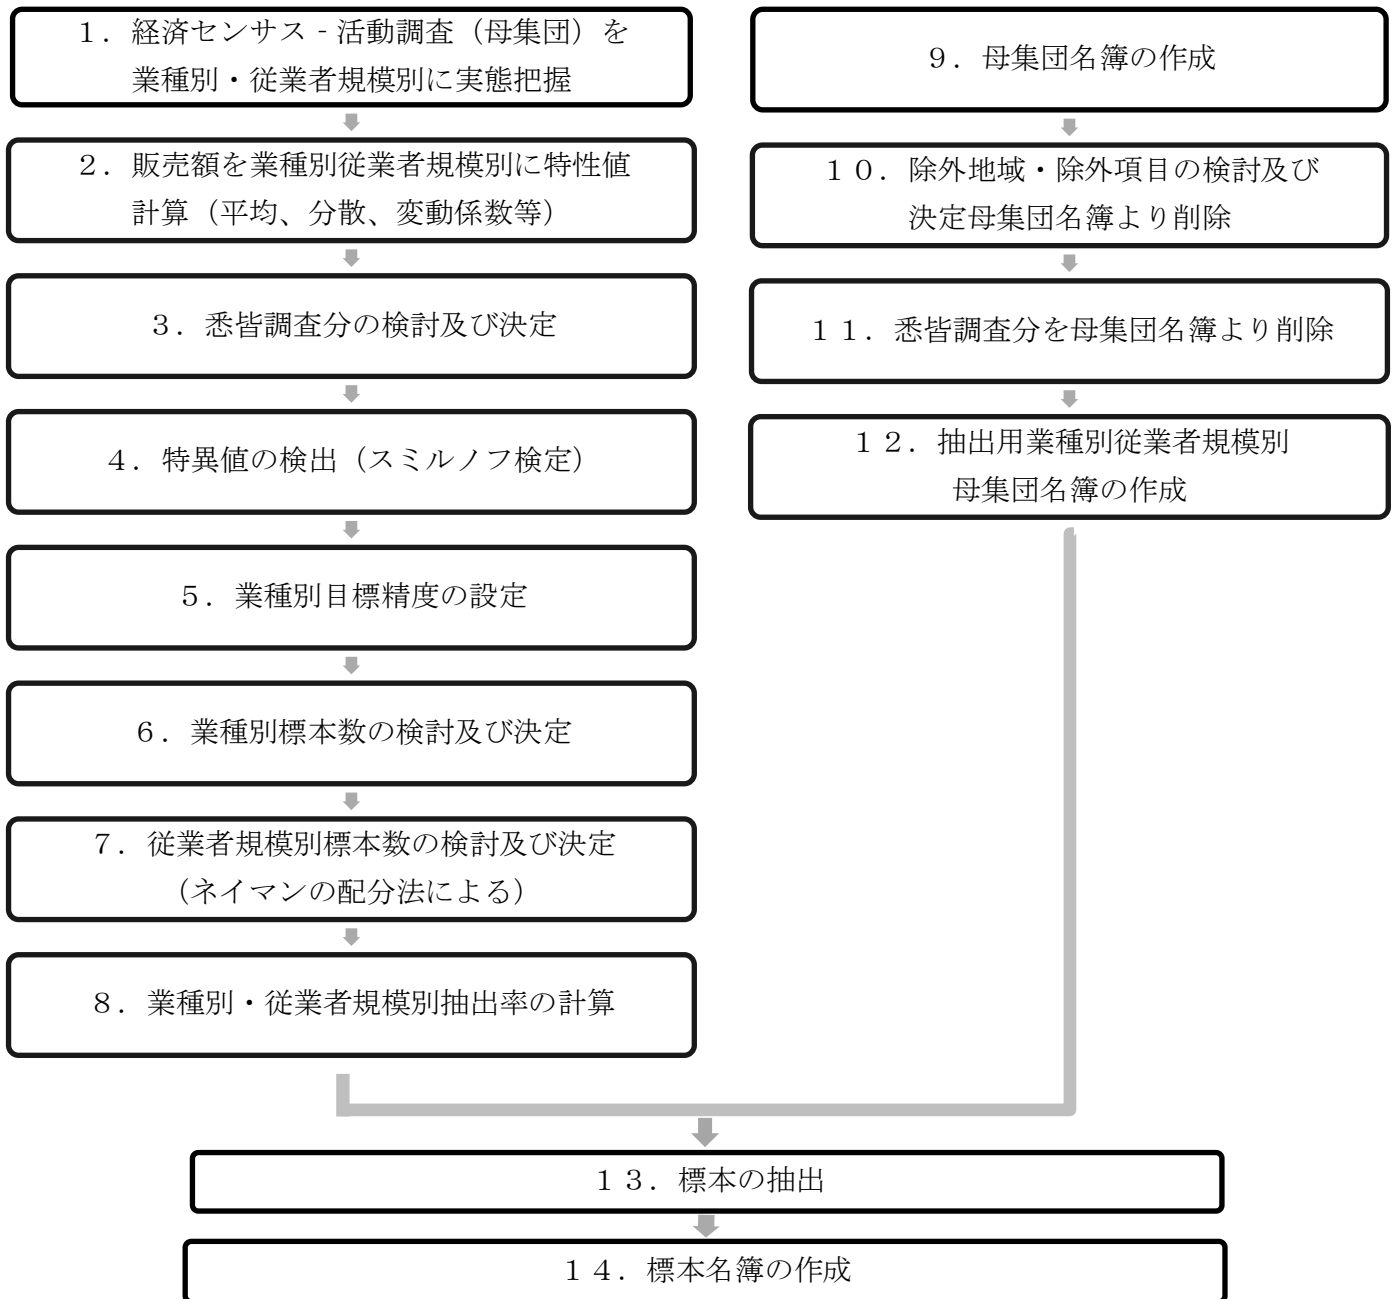 １．経済センサス‐活動調査（母集団）を
業種別・従業者規模別に実態把握
２．販売額を業種別従業者規模別に特性値
計算（平均、分散、変動係数等）
３．悉皆調査分の検討及び決定
４．特異値の検出（スミルノフ検定）
５．業種別目標精度の設定
６．業種別標本数の検討及び決定
７．従業者規模別標本数の検討及び決定
（ネイマンの配分法による）
８．業種別・従業者規模別抽出率の計算
９．母集団名簿の作成
１０．除外地域・除外項目の検討及び
決定母集団名簿より削除
１１．悉皆調査分を母集団名簿より削除
１２．抽出用業種別従業者規模別
母集団名簿の作成
１３．標本の抽出
１４．標本名簿の作成